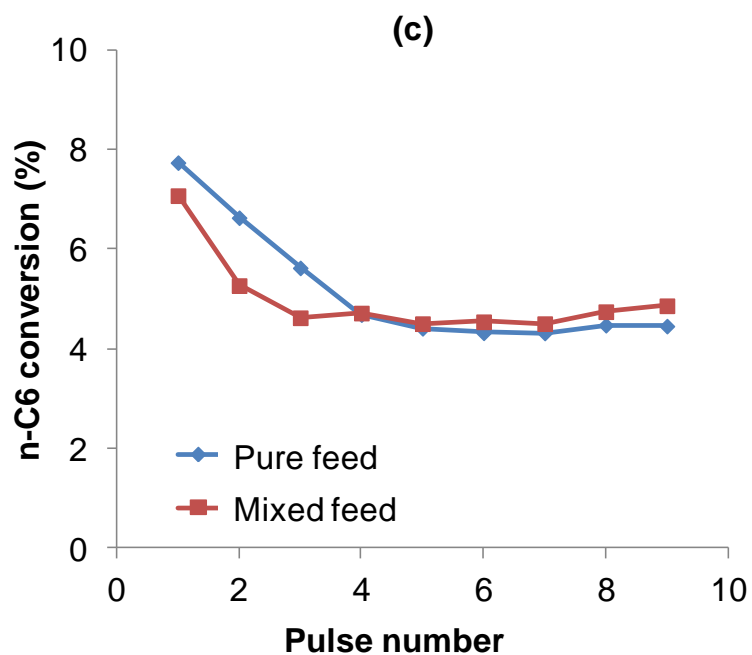 (c)
10
8
6
4
2
0
n-C6 conversion (%)
Pure feed
Mixed feed
0 2 4 6 8 10
Pulse number